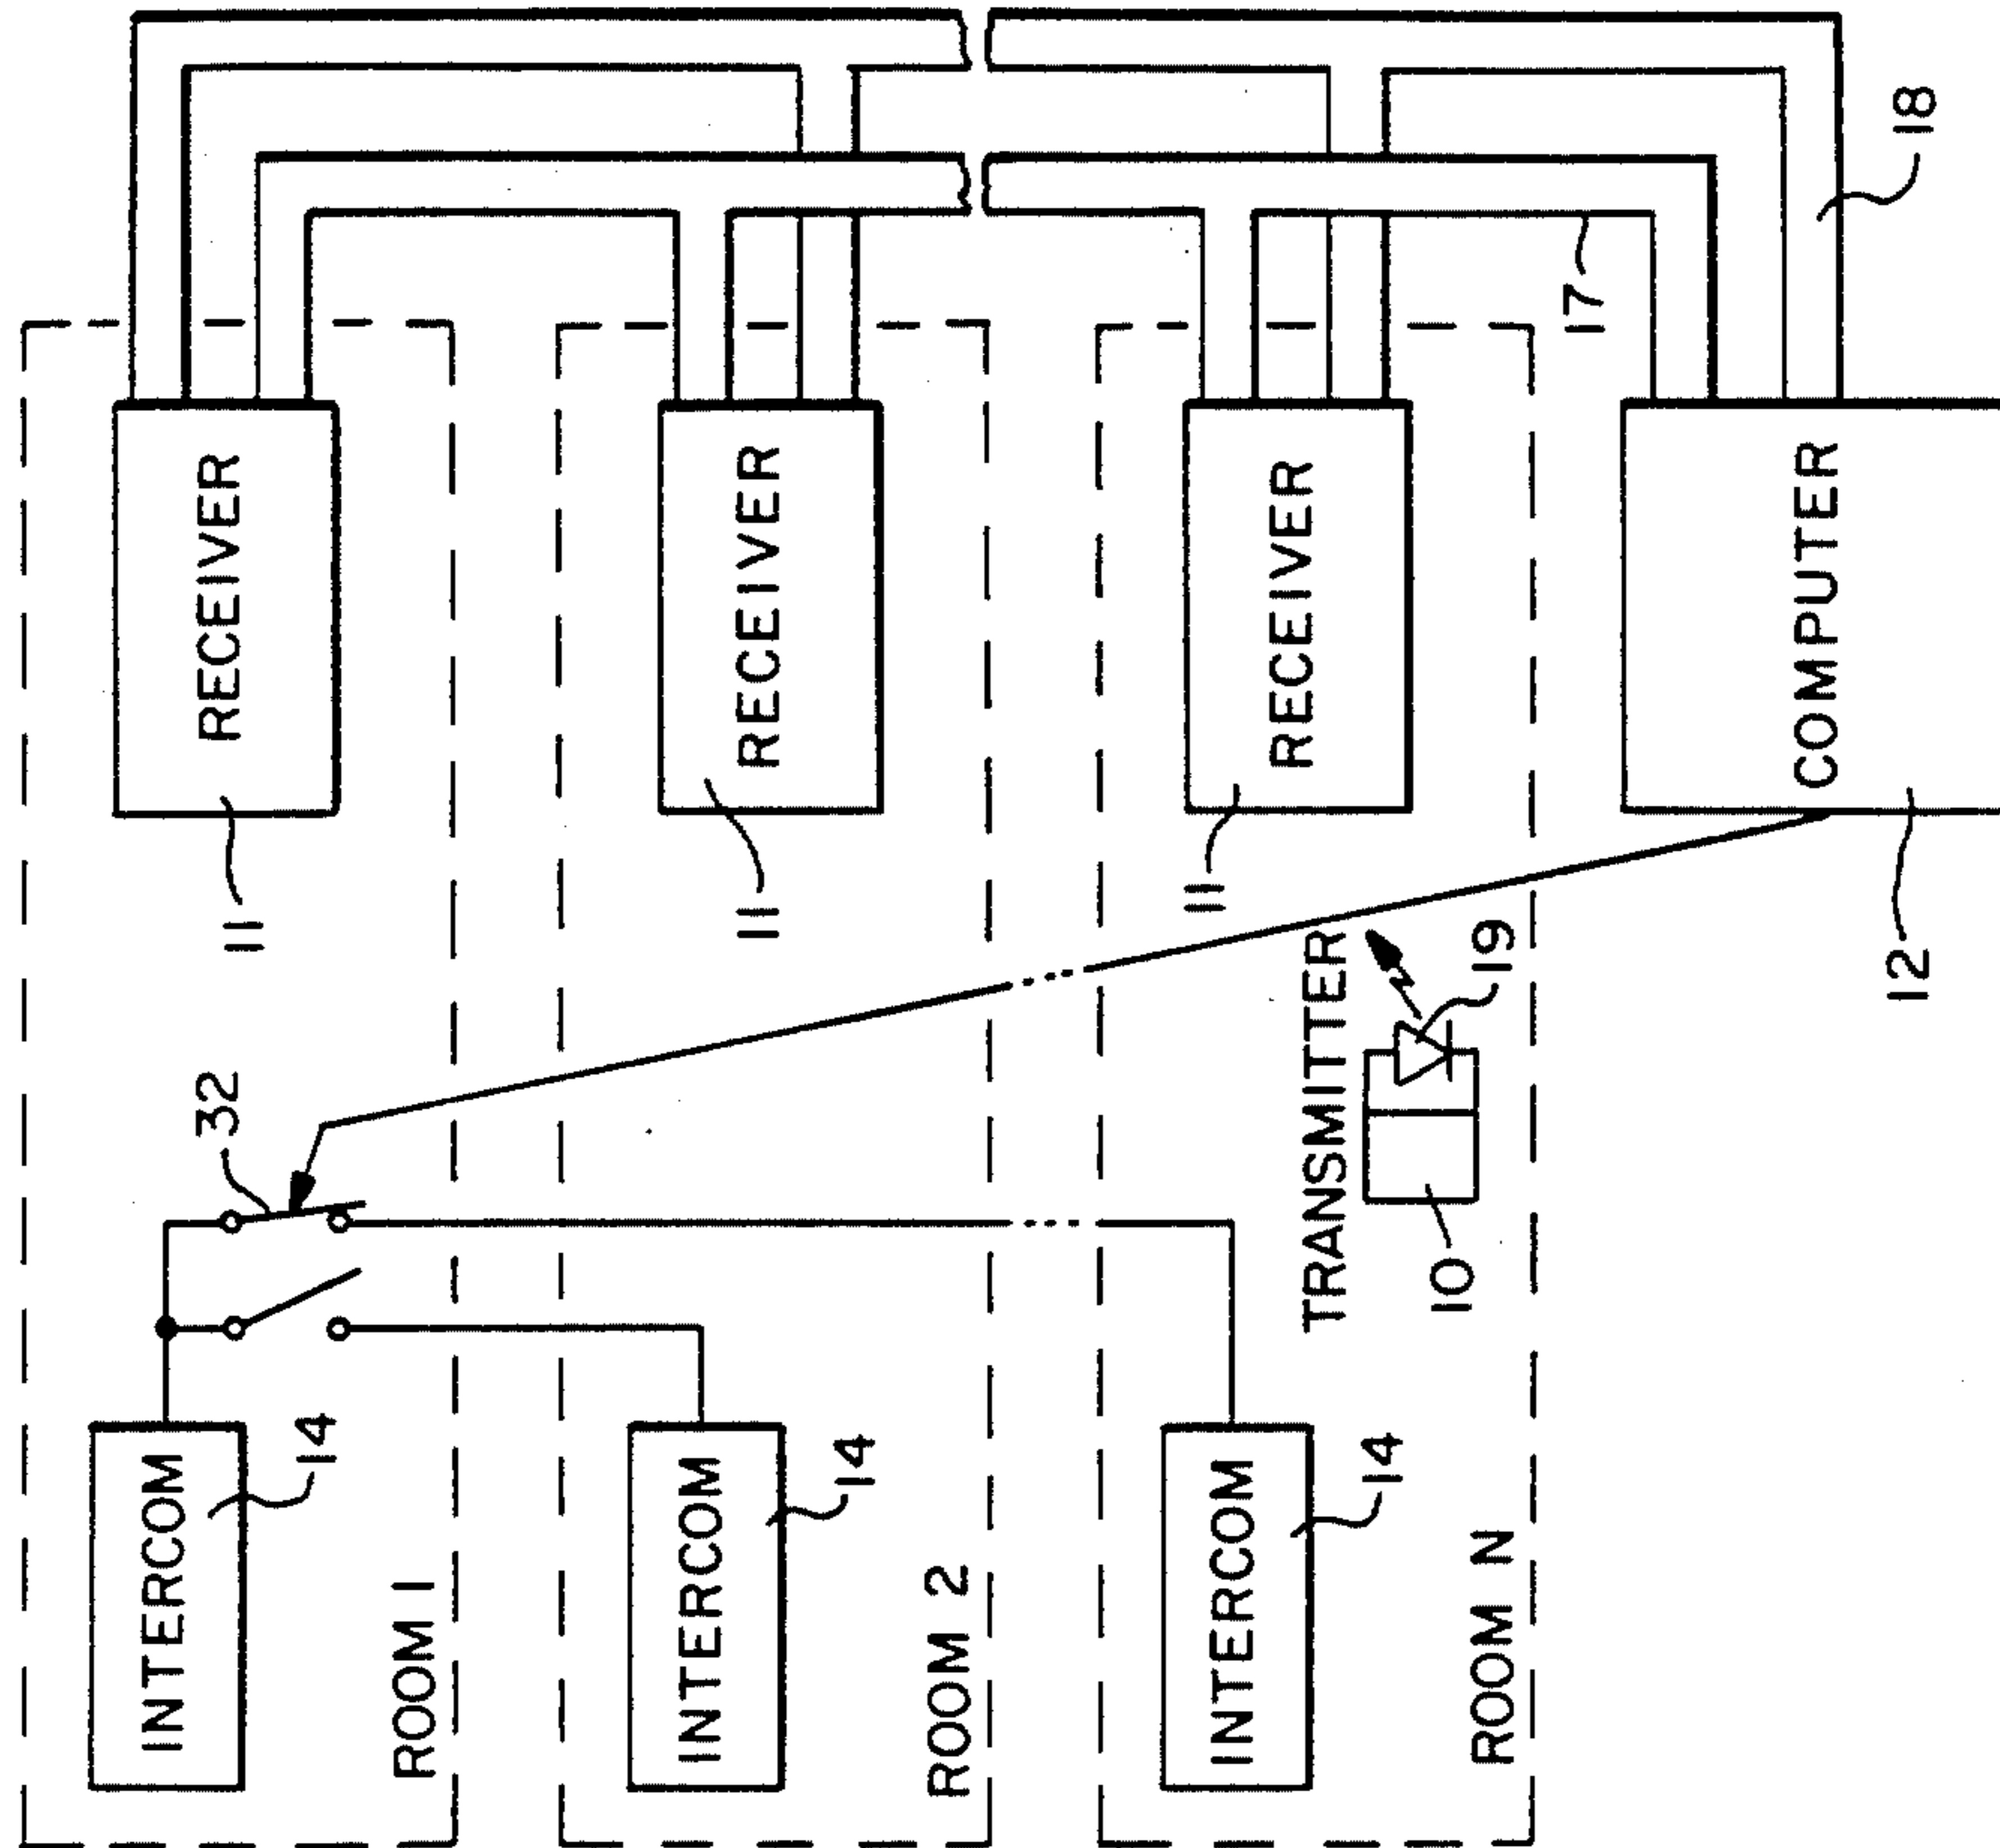 INTERCOM
14
ROOM 1
32
11
RECEIVER
INTERCOM
14
ROOM 2
11
RECEIVER
INTERCOM
14
ROOM N
TRANSMITTER
10
19
11
RECEIVER
17
12
COMPUTER
18